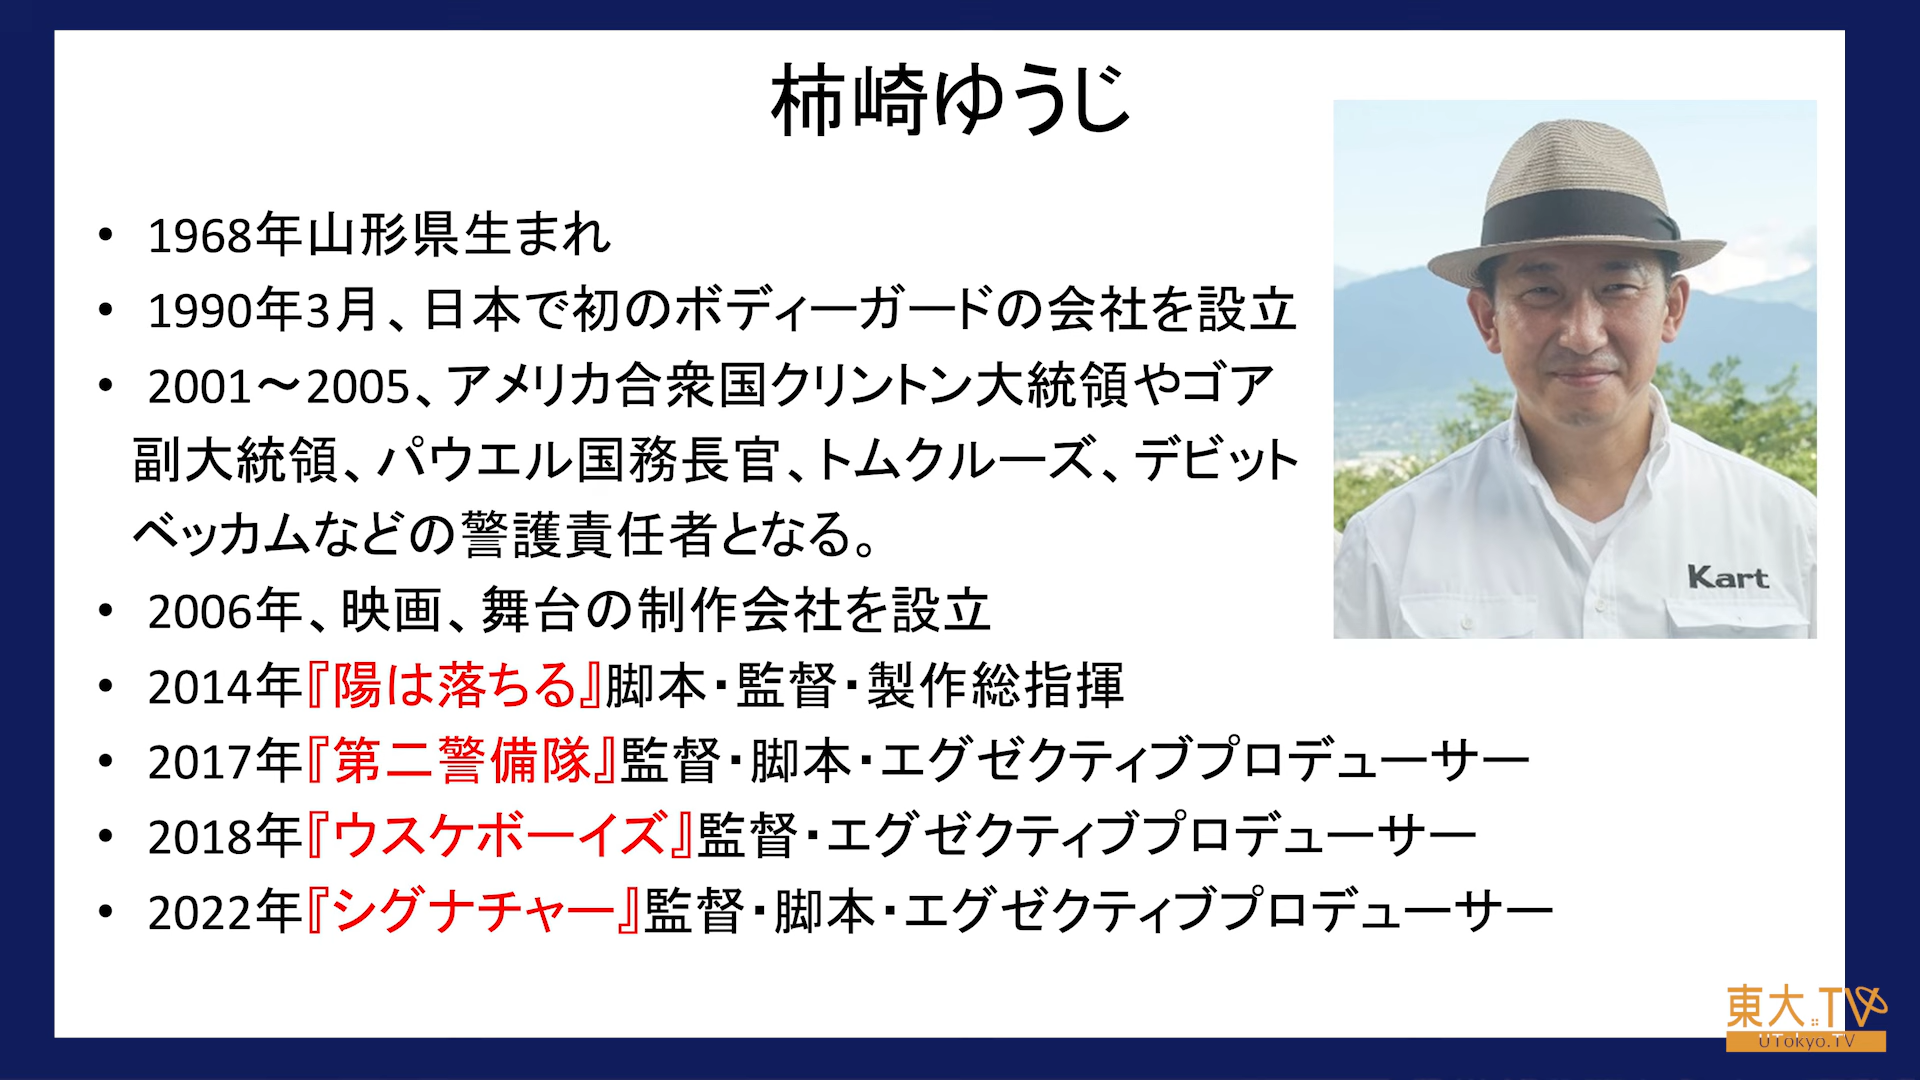 柿崎ゆうじ
• 1968年山形県生まれ
• 1990年3月、日本で初のボディーガードの会社を設立
• 2001～2005、アメリカ合衆国クリントン大統領やゴア
副大統領、パウエル国務長官、トムクルーズ、デビット
ベッカムなどの警護責任者となる。
• 2006年、映画、舞台の制作会社を設立
• 2014年『陽は落ちる』脚本・監督・製作総指揮
• 2017年『第二警備隊』監督・脚本・エグゼクティブプロデューサー
• 2018年『ウスケボーイズ』監督・エグゼクティブプロデューサー
• 2022年『シグナチャー』監督・脚本・エグゼクティブプロデューサー
Kart
東大TV
UTokyo.TV